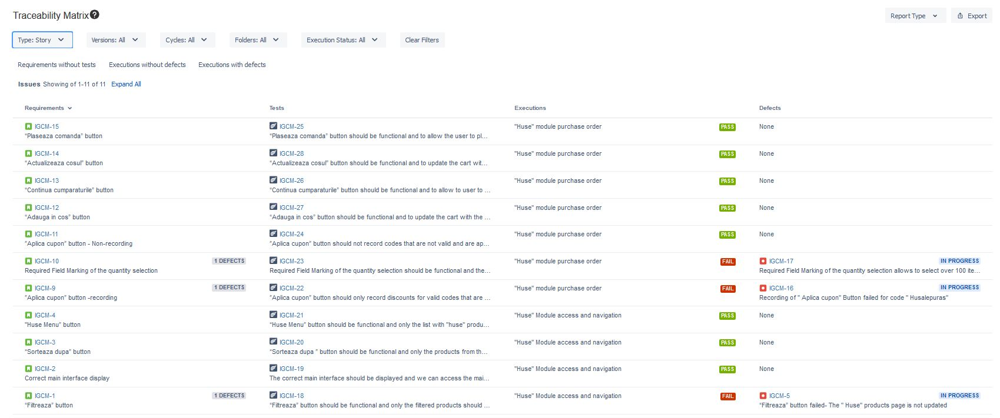 Traceability Matrix
Report Type
Export
Type: Story
Versions: All
Cycles: All
Folders: All
Execution Status: All
Clear Filters
Requirements without tests
Executions without defects
Executions with defects
Issues Showing of 1-11 of 11 Expand All
Requirements
Tests
Executions
Defects
IGCM-15
“Plaseaza comanda” button
IGCM-25
“Plaseaza comanda” button should be functional and to allow the user to pl...
"Huse" module purchase order
PASS
None
IGCM-14
“Actualizeaza cosul” button
IGCM-28
“Actualizeaza cosul” button should be functional and to update the cart wit...
"Huse" module purchase order
PASS
None
IGCM-13
“Continua cumparaturile” button
IGCM-26
“Continua cumparaturile” button should be functional and to allow to user to ...
"Huse" module purchase order
PASS
None
IGCM-12
“Adauga in cos” button
IGCM-27
“Adauga in cos” button should be functional and to update the cart with the ...
"Huse" module purchase order
PASS
None
IGCM-11
”Aplica cupon” button - Non-recording
IGCM-24
”Aplica cupon” button should not record codes that are not valid and are ap...
"Huse" module purchase order
PASS
None
IGCM-10
1 DEFECTS
Required Field Marking of the quantity selection
IGCM-23
Required Field Marking of the quantity selection should be functional and the...
"Huse" module purchase order
FAIL
IGCM-17
IN PROGRESS
Required Field Marking of the quantity selection allows to select over 100 ite...
IGCM-9
1 DEFECTS
”Aplica cupon” button -recording
IGCM-22
”Aplica cupon” button should only record discounts for valid codes that are ...
"Huse" module purchase order
FAIL
IGCM-16
IN PROGRESS
Recording of " Aplica cupon" Button failed for code " Husalepuras"
IGCM-4
"Huse Menu” button
IGCM-21
“Huse Menu” button should be functional and only the list with "huse" produ...
"Huse" Module access and navigation
PASS
None
IGCM-3
“Sorteaza dupa” button
IGCM-20
“Sorteaza dupa ” button should be functional and only the products from th...
"Huse" Module access and navigation
PASS
None
IGCM-2
Correct main interface display
IGCM-19
The correct main interface should be displayed and we can access the mai...
"Huse" Module access and navigation
PASS
None
IGCM-1
1 DEFECTS
“Filtreaza” button
IGCM-18
“Filtreaza” button should be functional and only the filtered products should ...
"Huse" Module access and navigation
FAIL
IGCM-5
IN PROGRESS
“Filtreaza” button failed- The " Huse" products page is not updated